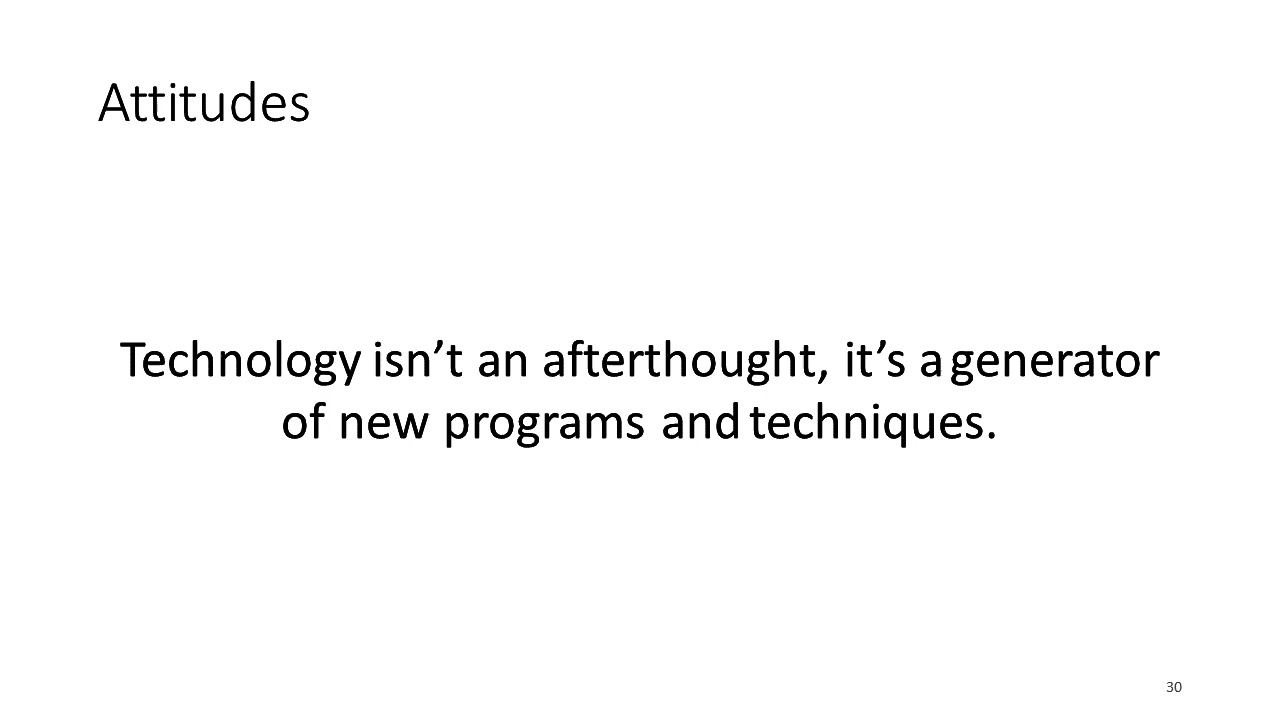 Attitudes
Technology isn’t an afterthought, it’s a generator
of new programs and techniques.
30